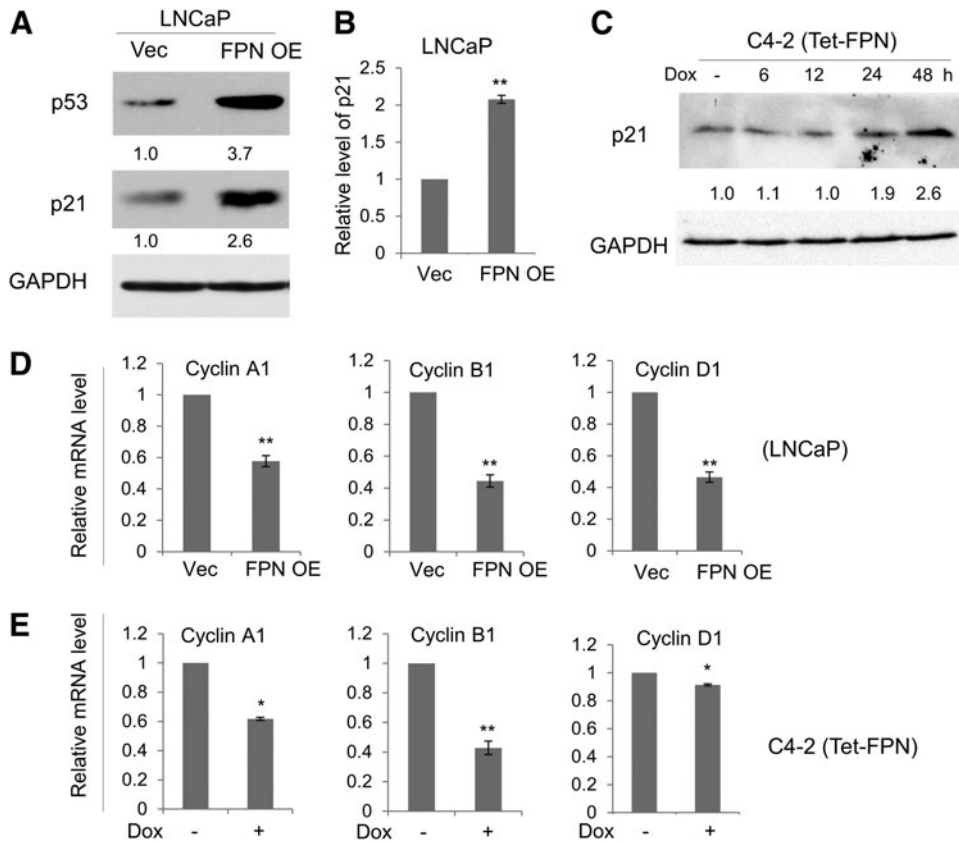 A
LNCaP
Vec FPN OE
p53
1.0 3.7
p21
1.0 2.6
GAPDH
B
LNCaP
Relative level of p21
2.5
2
1.5
1
0.5
0
**
Vec FPN OE
C
C4-2 (Tet-FPN)
Dox - 6 12 24 48 h
p21
1.0 1.1 1.0 1.9 2.6
GAPDH
D
Relative mRNA level
Cyclin A1
1.2
1
0.8
0.6
0.4
0.2
0
**
Vec FPN OE
Cyclin B1
1.2
1
0.8
0.6
0.4
0.2
0
**
Vec FPN OE
Cyclin D1
1.2
1
0.8
0.6
0.4
0.2
0
**
Vec FPN OE
(LNCaP)
E
Relative mRNA level
Cyclin A1
1.2
1
0.8
0.6
0.4
0.2
0
*
Dox - +
Cyclin B1
1.2
1
0.8
0.6
0.4
0.2
0
**
- +
Cyclin D1
1.2
1
0.8
0.6
0.4
0.2
0
*
Dox - +
C4-2 (Tet-FPN)